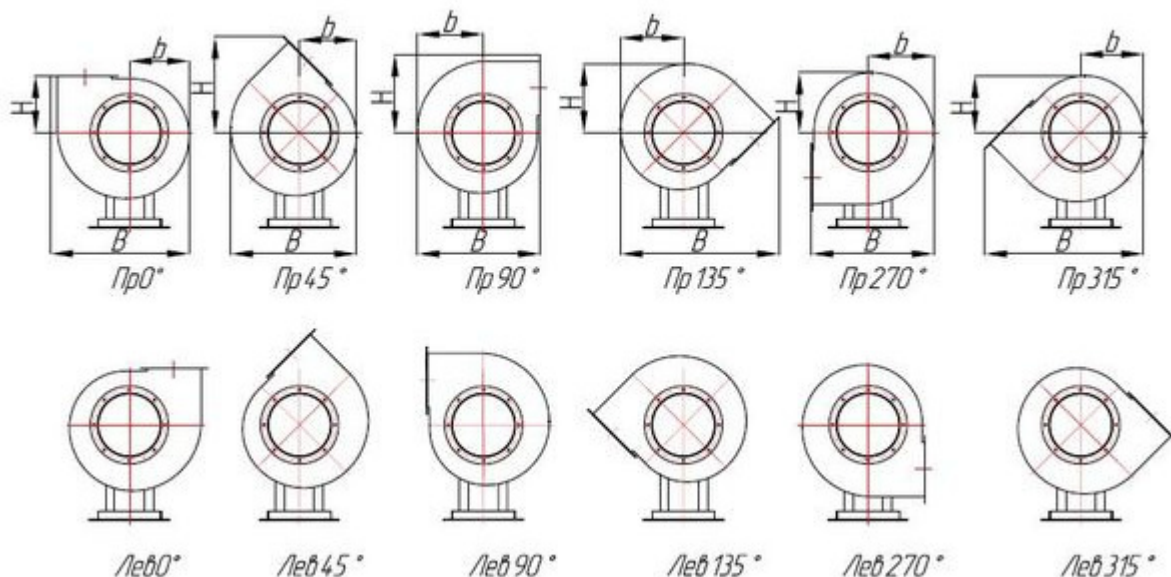 b b b b b b
H H H H H H
B B B B B B
Пр0° Пр45° Пр90° Пр135° Пр270° Пр315°
Лев0° Лев45° Лев90° Лев135° Лев270° Лев315°